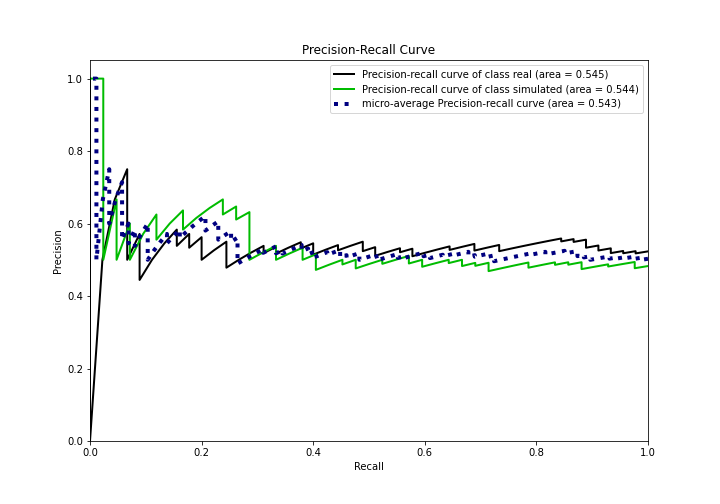 Precision-Recall Curve
Precision-recall curve of class real (area = 0.545)
Precision-recall curve of class simulated (area = 0.544)
micro-average Precision-recall curve (area = 0.543)
1.0
0.8
0.6
0.4
0.2
0.0
Precision
0.0 0.2 0.4 0.6 0.8 1.0
Recall